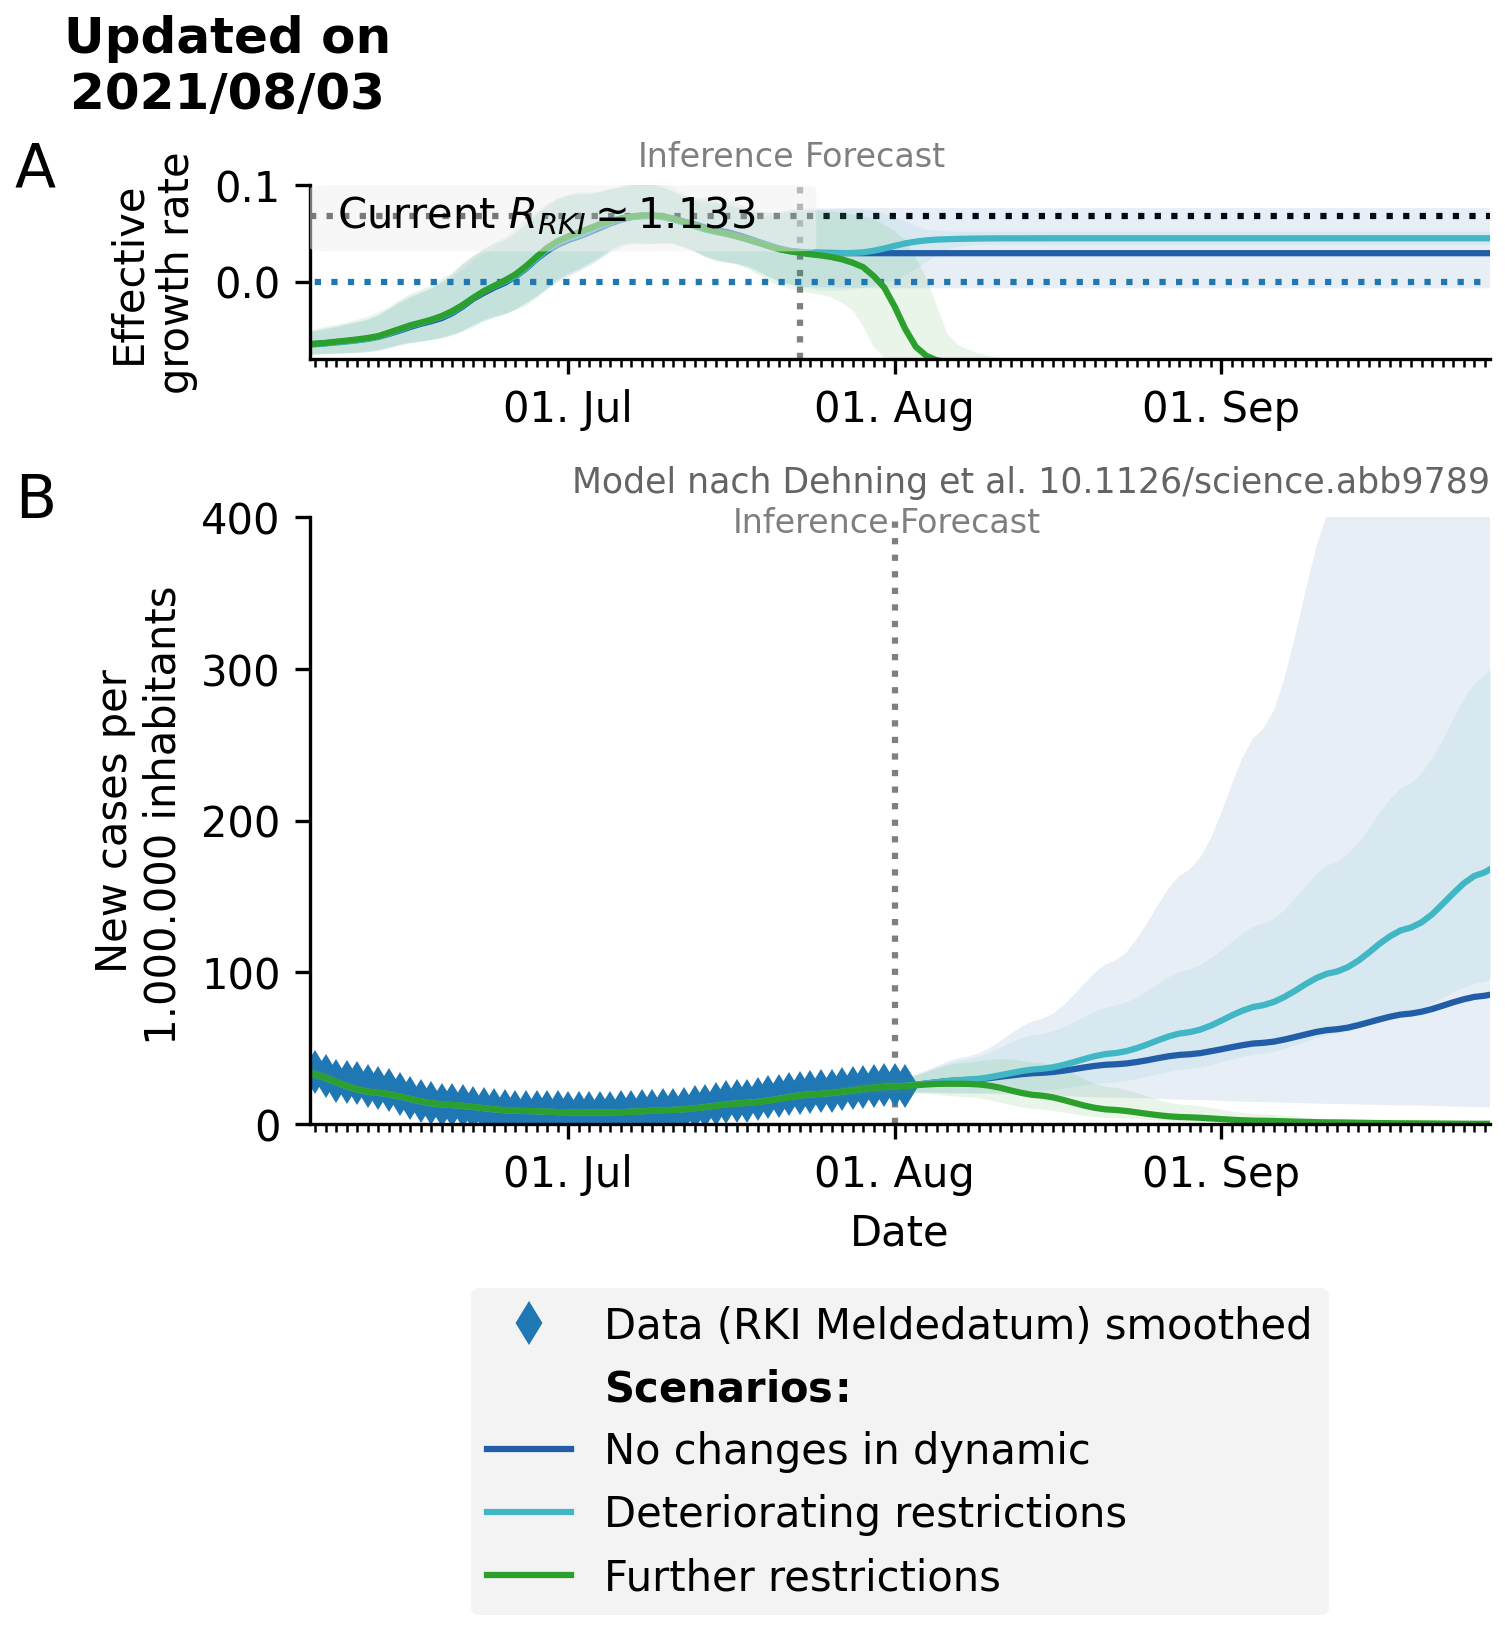 Updated on
2021/08/03
A
Inference Forecast
Effective
growth rate
0.1
0.0
Current R_RKI ≃ 1.133
01. Jul
01. Aug
01. Sep
B
Model nach Dehning et al. 10.1126/science.abb9789
Inference Forecast
New cases per
1.000.000 inhabitants
400
300
200
100
0
01. Jul
01. Aug
01. Sep
Date
Data (RKI Meldedatum) smoothed
Scenarios:
No changes in dynamic
Deteriorating restrictions
Further restrictions